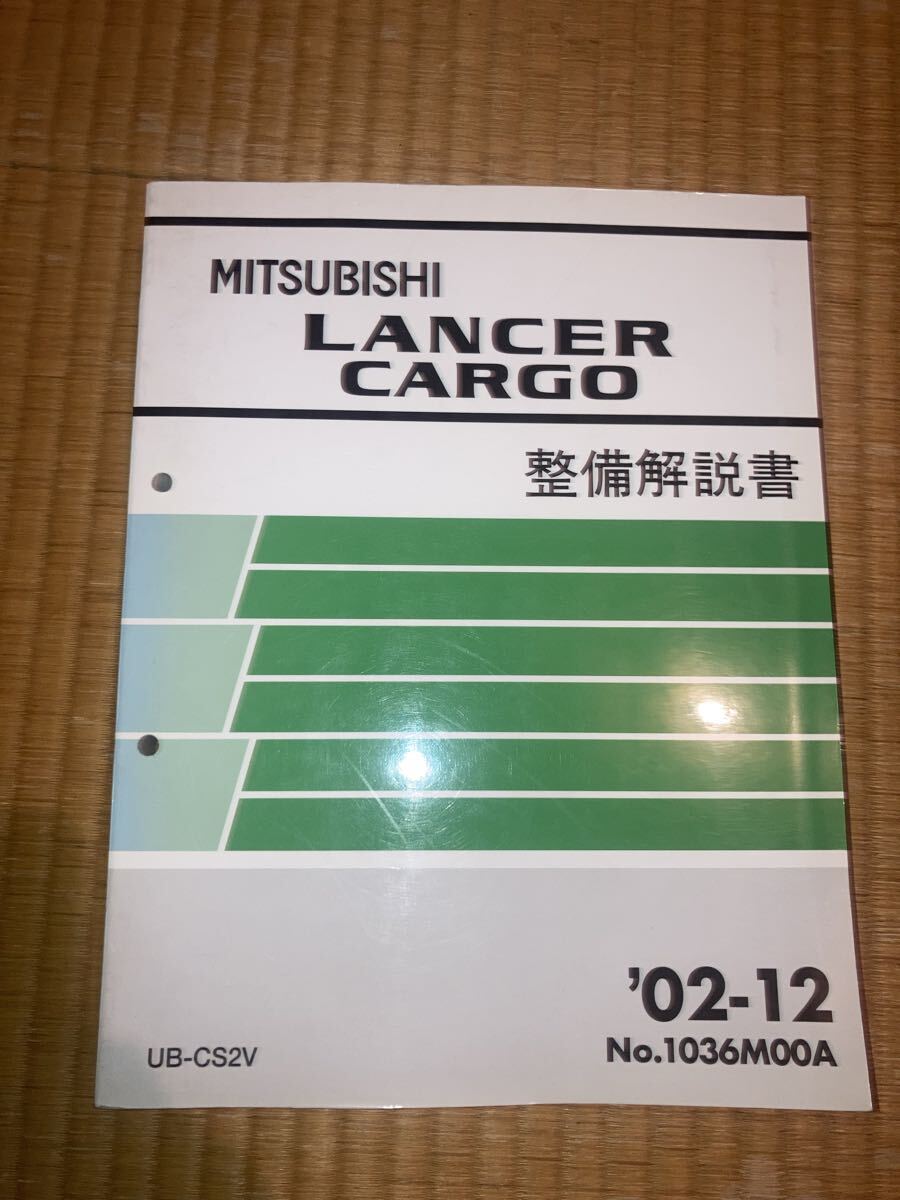 MITSUBISHI
LANCER
CARGO
整備解説書
'02-12
No.1036M00A
UB-CS2V